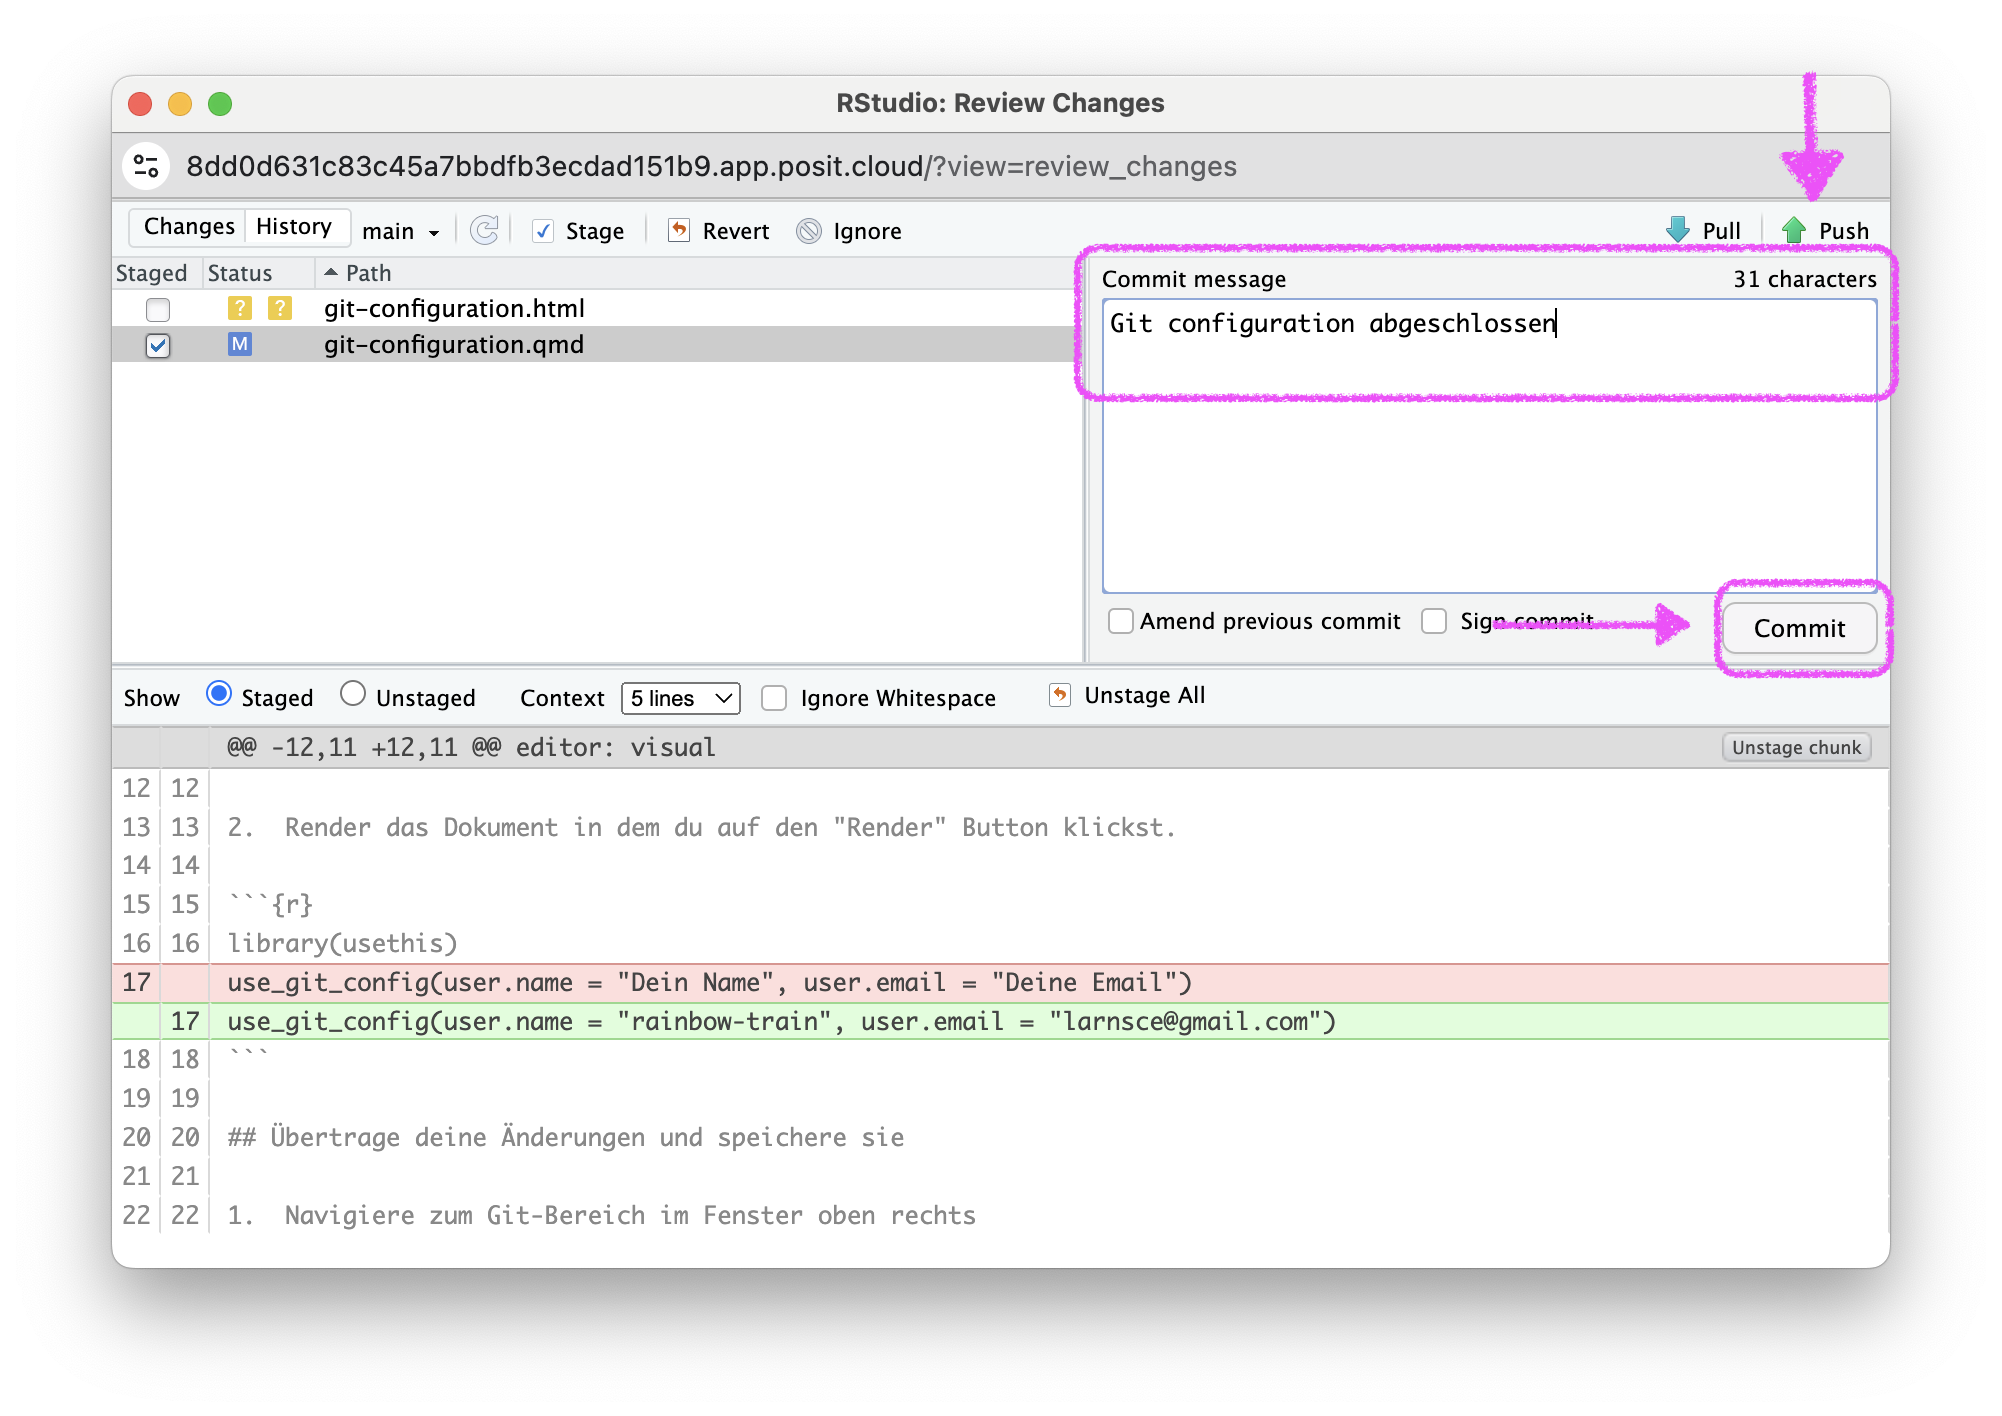 RStudio: Review Changes
8dd0d631c83c45a7bbdfb3ecdad151b9.app.posit.cloud/?view=review_changes
Changes History main Stage Revert Ignore Pull Push
Staged Status Path
? ? git-configuration.html
M git-configuration.qmd
Commit message 31 characters
Git configuration abgeschlossen
Amend previous commit Sign commit Commit
Show Staged Unstaged Context 5 lines Ignore Whitespace Unstage All
@@ -12,11 +12,11 @@ editor: visual Unstage chunk
12 12
13 13 2.  Render das Dokument in dem du auf den "Render" Button klickst.
14 14
15 15 ```{r}
16 16 library(usethis)
17 use_git_config(user.name = "Dein Name", user.email = "Deine Email")
17 use_git_config(user.name = "rainbow-train", user.email = "larnsce@gmail.com")
18 18 ```
19 19
20 20 ## Übertrage deine Änderungen und speichere sie
21 21
22 22 1.  Navigiere zum Git-Bereich im Fenster oben rechts